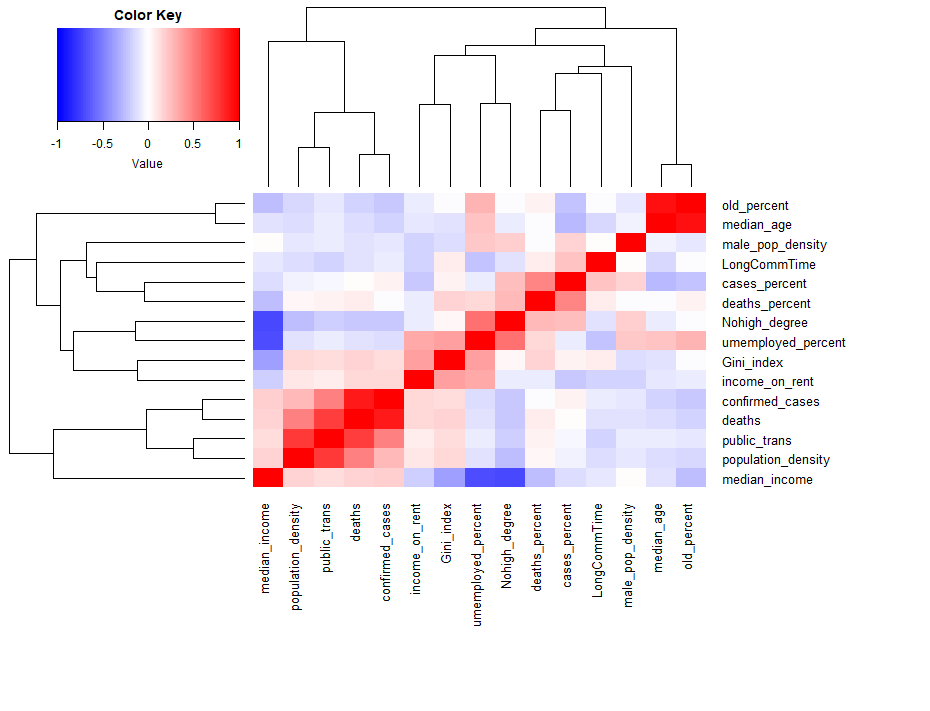 Color Key
-1 -0.5 0 0.5 1
Value
old_percent
median_age
male_pop_density
LongCommTime
cases_percent
deaths_percent
Nohigh_degree
umemployed_percent
Gini_index
income_on_rent
confirmed_cases
deaths
public_trans
population_density
median_income
median_income
population_density
public_trans
deaths
confirmed_cases
income_on_rent
Gini_index
umemployed_percent
Nohigh_degree
deaths_percent
cases_percent
LongCommTime
male_pop_density
median_age
old_percent